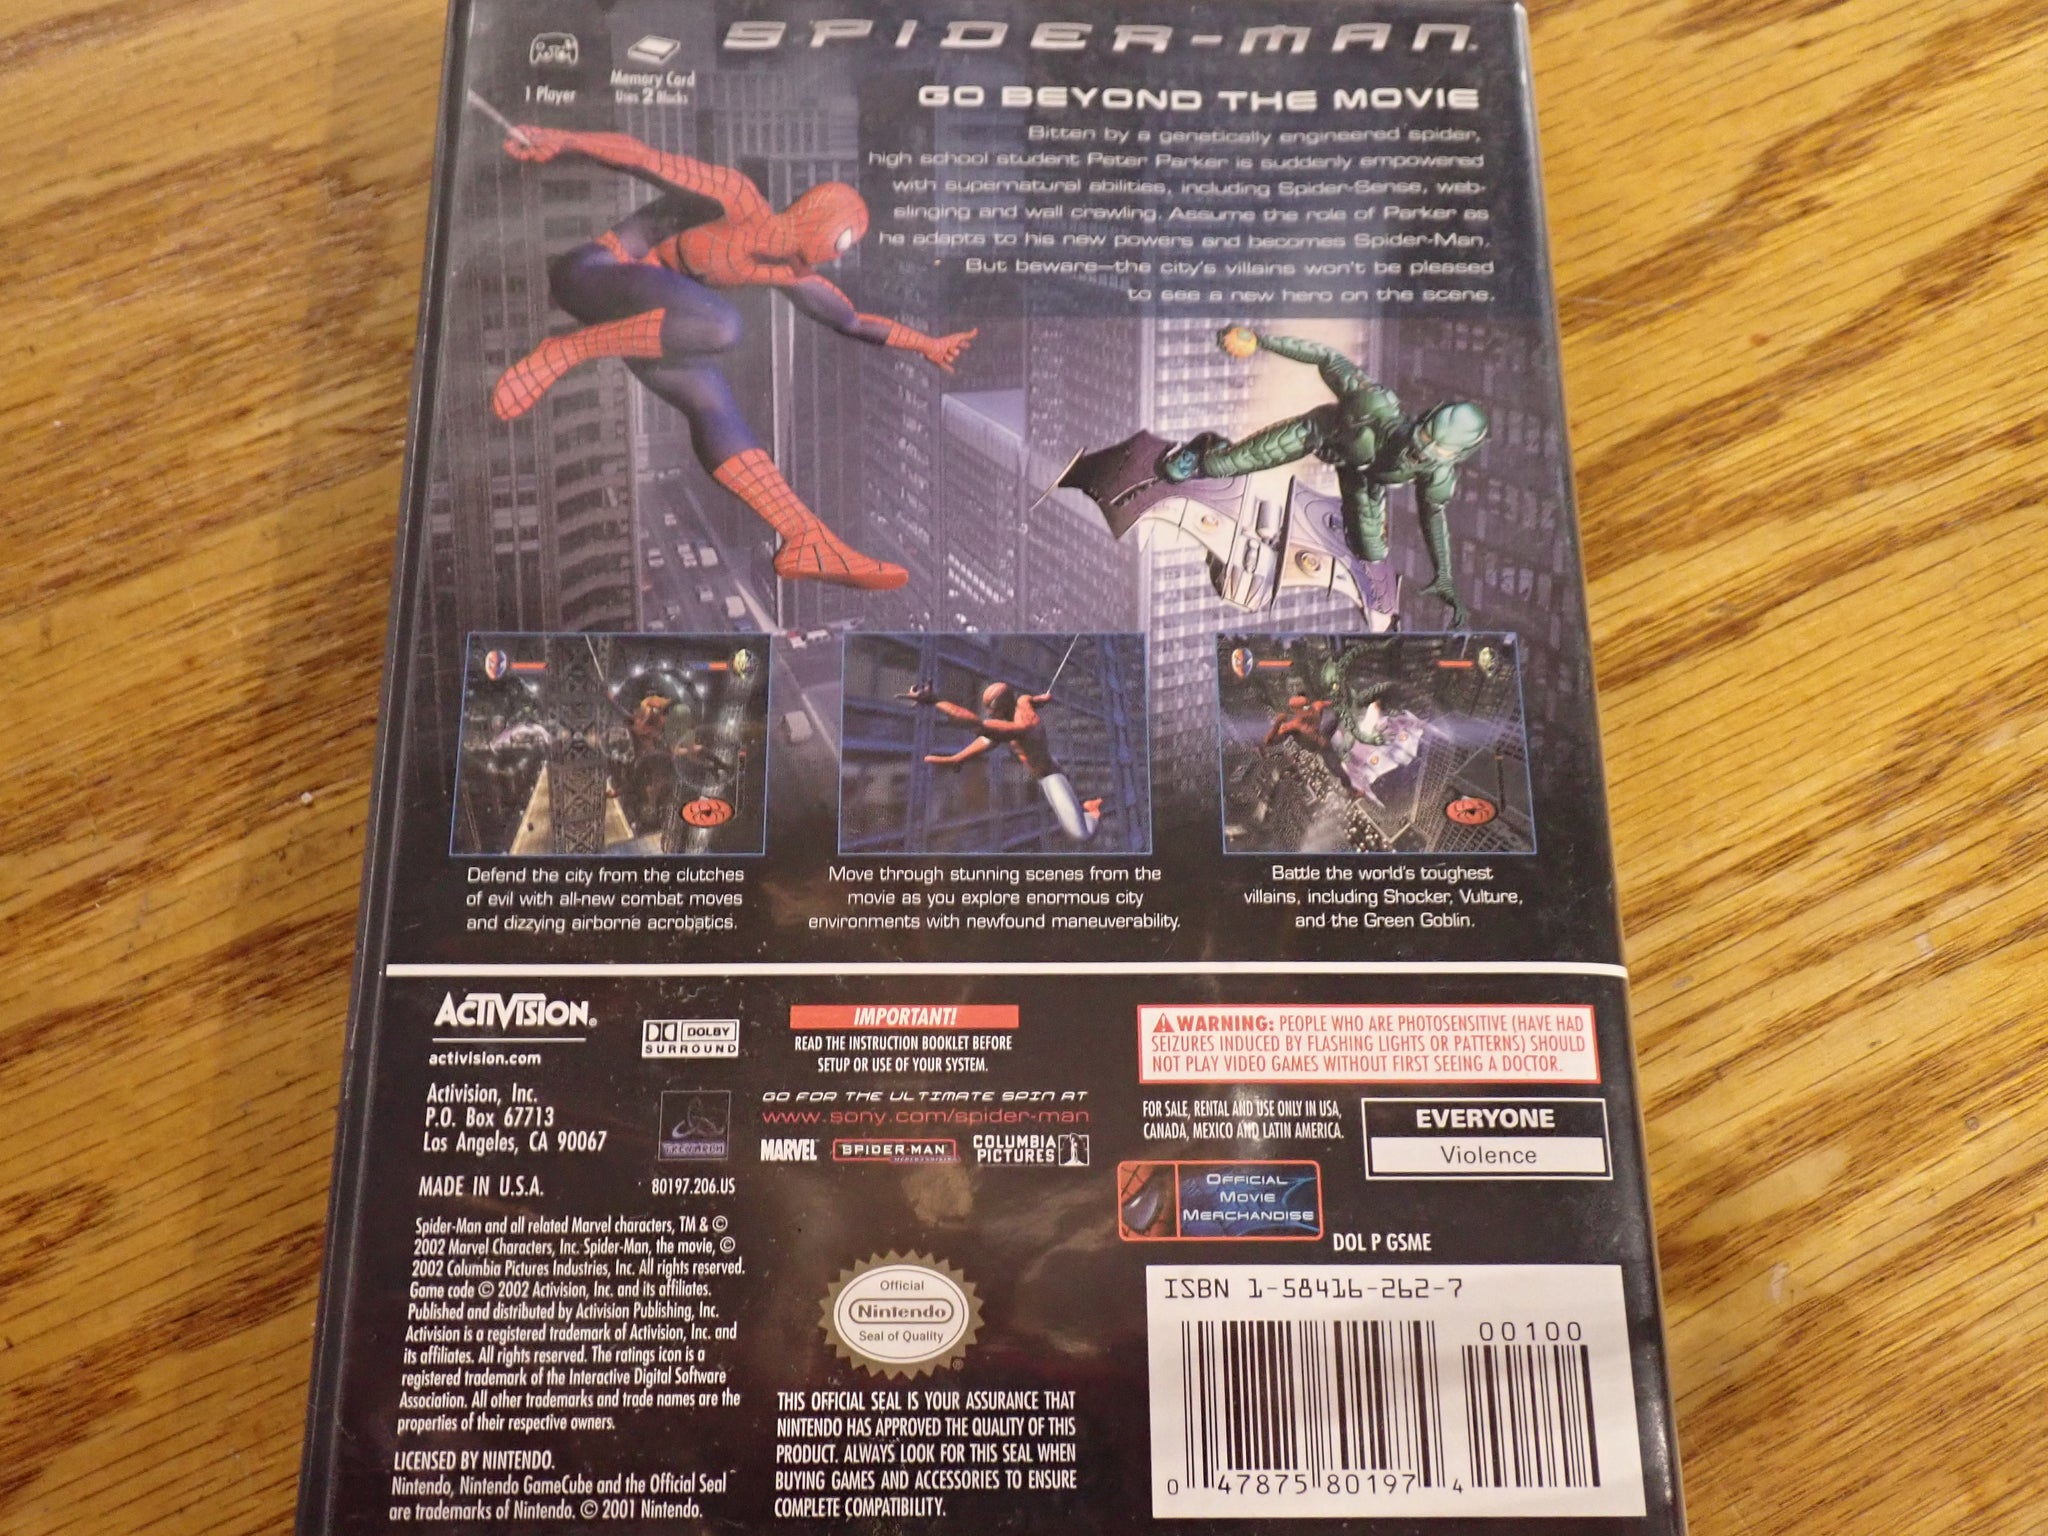 SPIDER-MAN
1 Player
Memory Card
Uses 2 Blocks
GO BEYOND THE MOVIE
Bitten by a genetically engineered spider,
high school student Peter Parker is suddenly empowered
with supernatural abilities, including Spider-Sense, web-
slinging and wall crawling. Assume the role of Parker as
he adapts to his new powers and becomes Spider-Man.
But beware—the city's villains won't be pleased
to see a new hero on the scene.
Defend the city from the clutches
of evil with all-new combat moves
and dizzying airborne acrobatics.
Move through stunning scenes from the
movie as you explore enormous city
environments with newfound maneuverability.
Battle the world's toughest
villains, including Shocker, Vulture,
and the Green Goblin.
ACTIVISION®
activision.com
Activision, Inc.
P.O. Box 67713
Los Angeles, CA 90067
MADE IN U.S.A.
80197.206.US
DOLBY
SURROUND
TREYARCH
Spider-Man and all related Marvel characters, TM & ©
2002 Marvel Characters, Inc. Spider-Man, the movie, ©
2002 Columbia Pictures Industries, Inc. All rights reserved.
Game code © 2002 Activision, Inc. and its affiliates.
Published and distributed by Activision Publishing, Inc.
Activision is a registered trademark of Activision, Inc. and
its affiliates. All rights reserved. The ratings icon is a
registered trademark of the Interactive Digital Software
Association. All other trademarks and trade names are the
properties of their respective owners.
LICENSED BY NINTENDO.
Nintendo, Nintendo GameCube and the Official Seal
are trademarks of Nintendo. © 2001 Nintendo.
IMPORTANT!
READ THE INSTRUCTION BOOKLET BEFORE
SETUP OR USE OF YOUR SYSTEM.
GO FOR THE ULTIMATE SPIN AT
www.sony.com/spider-man
MARVEL
SPIDER-MAN
MERCHANDISE
COLUMBIA
PICTURES
Official
Nintendo
Seal of Quality
®
THIS OFFICIAL SEAL IS YOUR ASSURANCE THAT
NINTENDO HAS APPROVED THE QUALITY OF THIS
PRODUCT. ALWAYS LOOK FOR THIS SEAL WHEN
BUYING GAMES AND ACCESSORIES TO ENSURE
COMPLETE COMPATIBILITY.
WARNING: PEOPLE WHO ARE PHOTOSENSITIVE (HAVE HAD
SEIZURES INDUCED BY FLASHING LIGHTS OR PATTERNS) SHOULD
NOT PLAY VIDEO GAMES WITHOUT FIRST SEEING A DOCTOR.
FOR SALE, RENTAL AND USE ONLY IN USA,
CANADA, MEXICO AND LATIN AMERICA.
EVERYONE
Violence
OFFICIAL
MOVIE
MERCHANDISE
DOL P GSME
ISBN 1-58416-262-7
00100
0 47875 80197 4